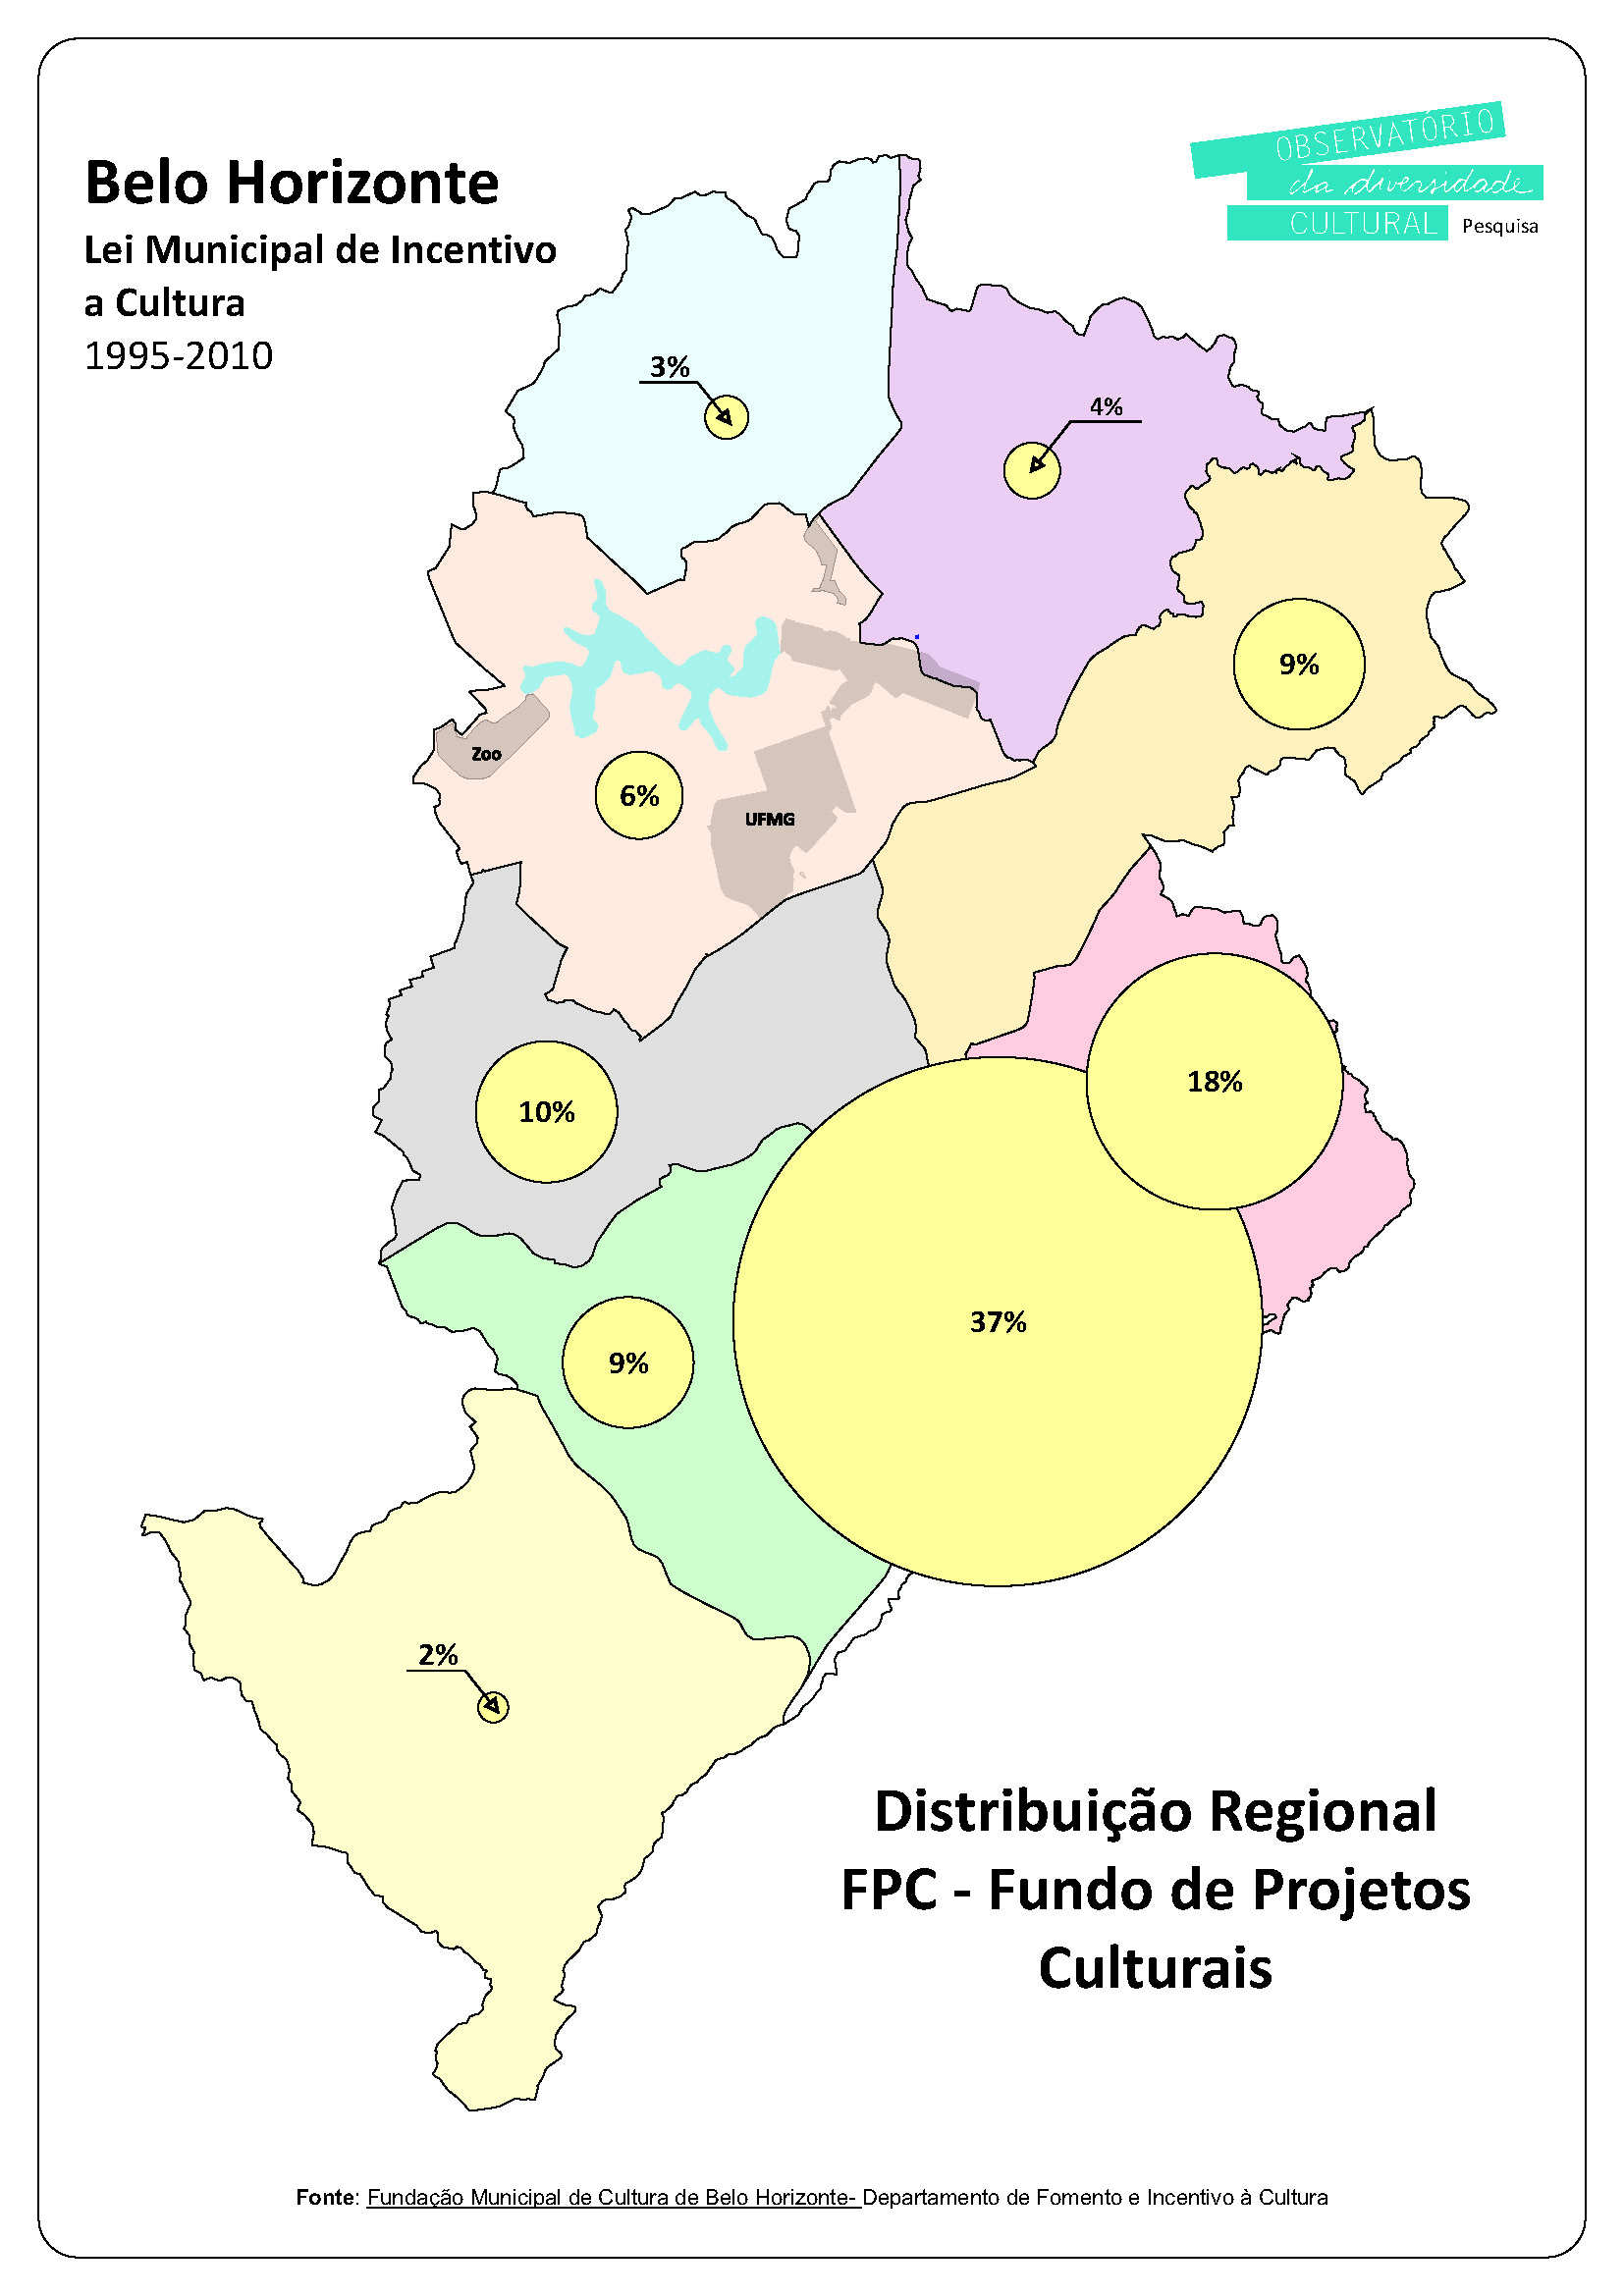 Belo Horizonte
Lei Municipal de Incentivo
a Cultura
1995-2010
OBSERVATÓRIO
da diversidade
CULTURAL Pesquisa
3%
4%
9%
Zoo
6%
UFMG
18%
10%
37%
9%
2%
Distribuição Regional
FPC - Fundo de Projetos
Culturais
Fonte: Fundação Municipal de Cultura de Belo Horizonte- Departamento de Fomento e Incentivo à Cultura